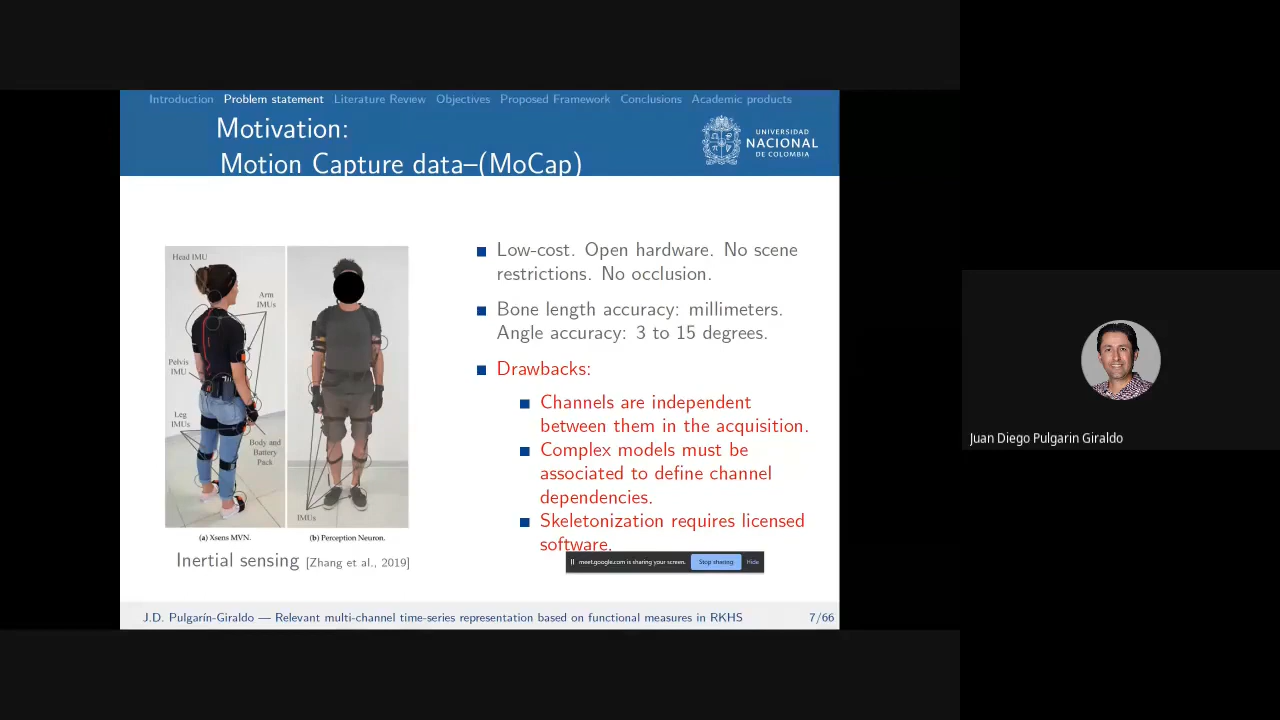 Introduction Problem statement Literature Review Objectives Proposed Framework Conclusions Academic products
Motivation:
Motion Capture data–(MoCap)
UNIVERSIDAD
NACIONAL
DE COLOMBIA
Head IMU
Arm
IMUs
Pelvis
IMU
Leg
IMUs
Body and
Battery
Pack
IMUs
(a) Xsens MVN.
(b) Perception Neuron.
Inertial sensing [Zhang et al., 2019]
Low-cost. Open hardware. No scene
restrictions. No occlusion.
Bone length accuracy: millimeters.
Angle accuracy: 3 to 15 degrees.
Drawbacks:
Channels are independent
between them in the acquisition.
Complex models must be
associated to define channel
dependencies.
Skeletonization requires licensed
software.
meet.google.com is sharing your screen. Stop sharing Hide
J.D. Pulgarín-Giraldo — Relevant multi-channel time-series representation based on functional measures in RKHS 7/66
Juan Diego Pulgarin Giraldo